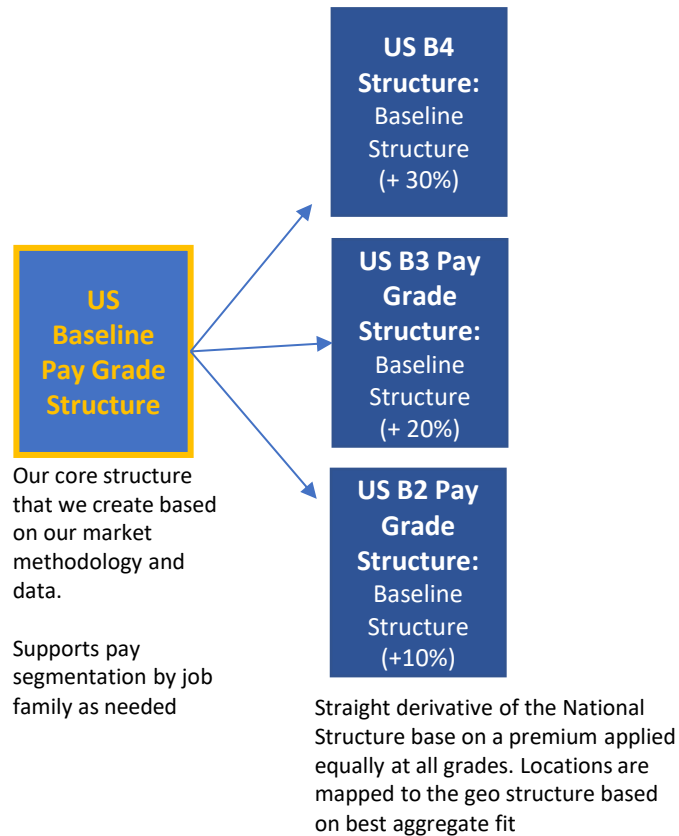 US
Baseline
Pay Grade
Structure
Our core structure
that we create based
on our market
methodology and
data.
Supports pay
segmentation by job
family as needed
US B4
Structure:
Baseline
Structure
(+ 30%)
US B3 Pay
Grade
Structure:
Baseline
Structure
(+ 20%)
US B2 Pay
Grade
Structure:
Baseline
Structure
(+10%)
Straight derivative of the National
Structure base on a premium applied
equally at all grades. Locations are
mapped to the geo structure based
on best aggregate fit